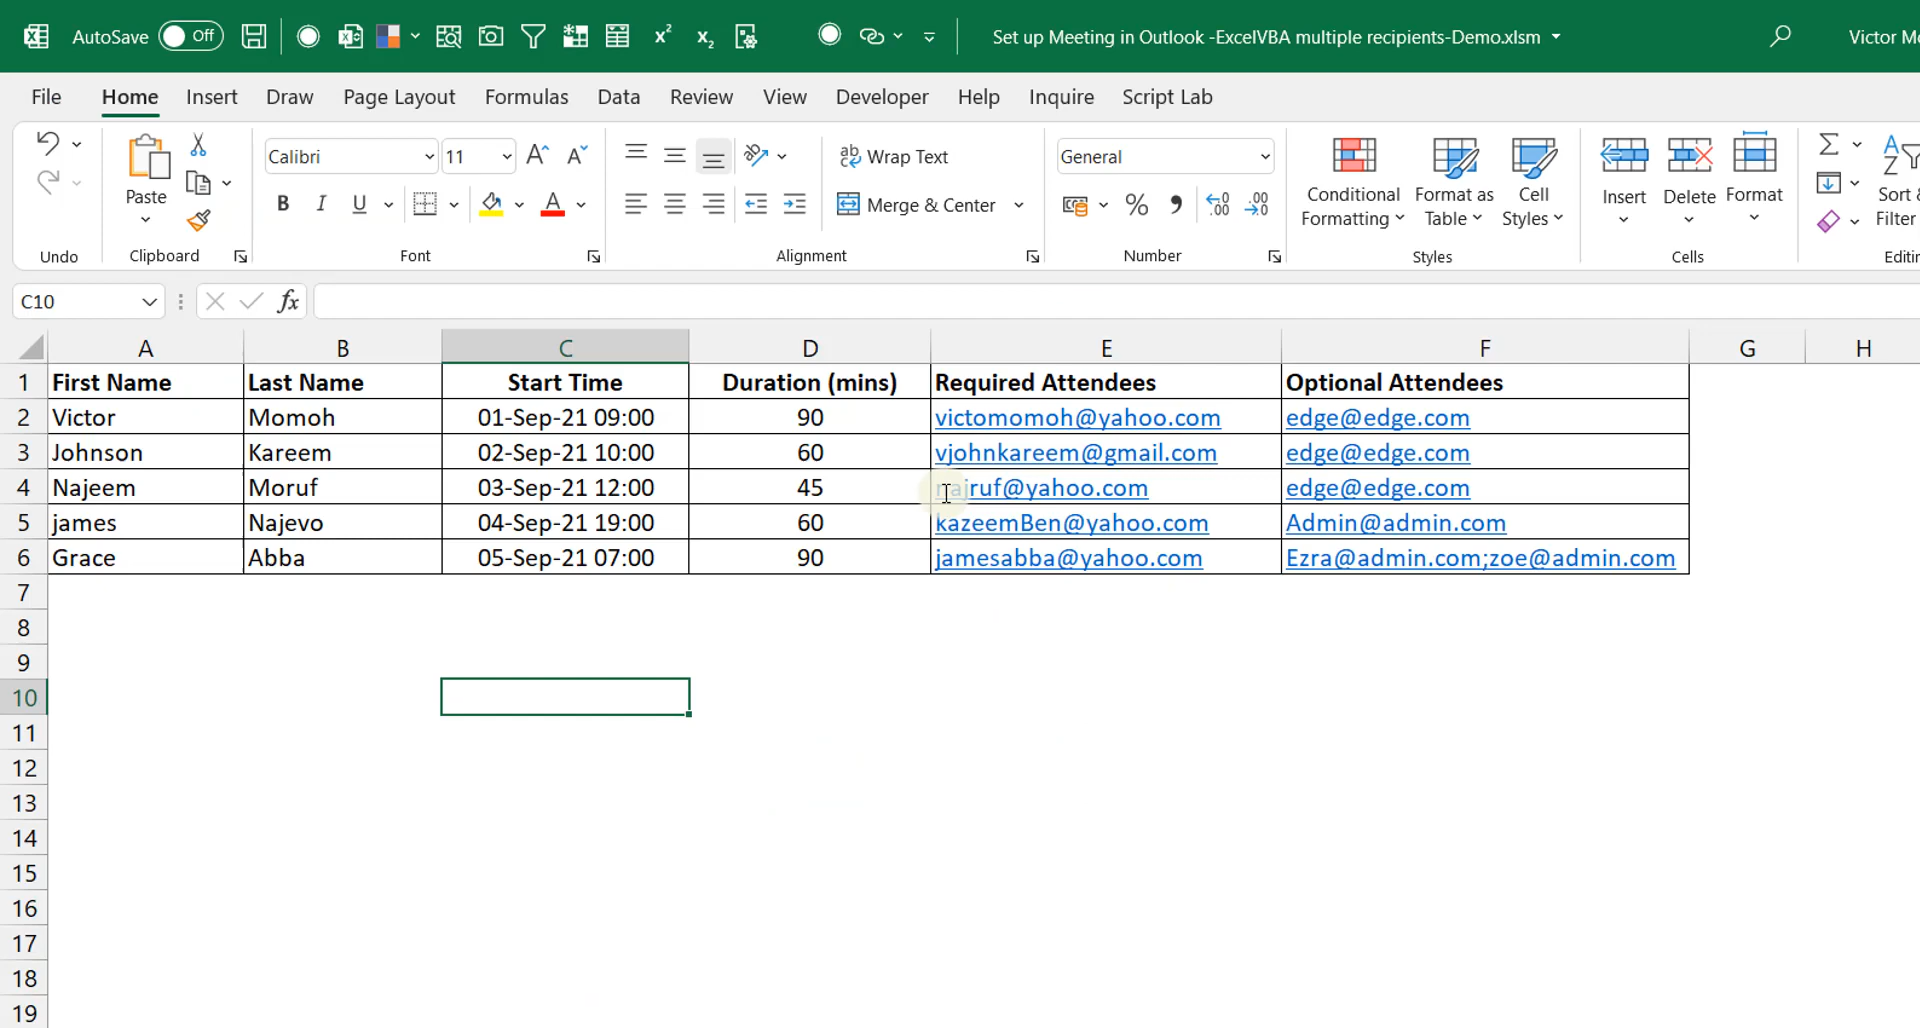 AutoSave Off x² x₂ Set up Meeting in Outlook -ExcelVBA multiple recipients-Demo.xlsm Victor
File Home Insert Draw Page Layout Formulas Data Review View Developer Help Inquire Script Lab
Calibri 11 A A ab Wrap Text General
Paste B I U A Merge & Center % Conditional Formatting Format as Table Cell Styles Insert Delete Format Sort & Filter
Undo Clipboard Font Alignment Number Styles Cells
C10 fx
A B C D E F G H
1 First Name Last Name Start Time Duration (mins) Required Attendees Optional Attendees
2 Victor Momoh 01-Sep-21 09:00 90 victomomoh@yahoo.com edge@edge.com
3 Johnson Kareem 02-Sep-21 10:00 60 vjohnkareem@gmail.com edge@edge.com
4 Najeem Moruf 03-Sep-21 12:00 45 najruf@yahoo.com edge@edge.com
5 james Najevo 04-Sep-21 19:00 60 kazeemBen@yahoo.com Admin@admin.com
6 Grace Abba 05-Sep-21 07:00 90 jamesabba@yahoo.com Ezra@admin.com;zoe@admin.com
7
8
9
10
11
12
13
14
15
16
17
18
19